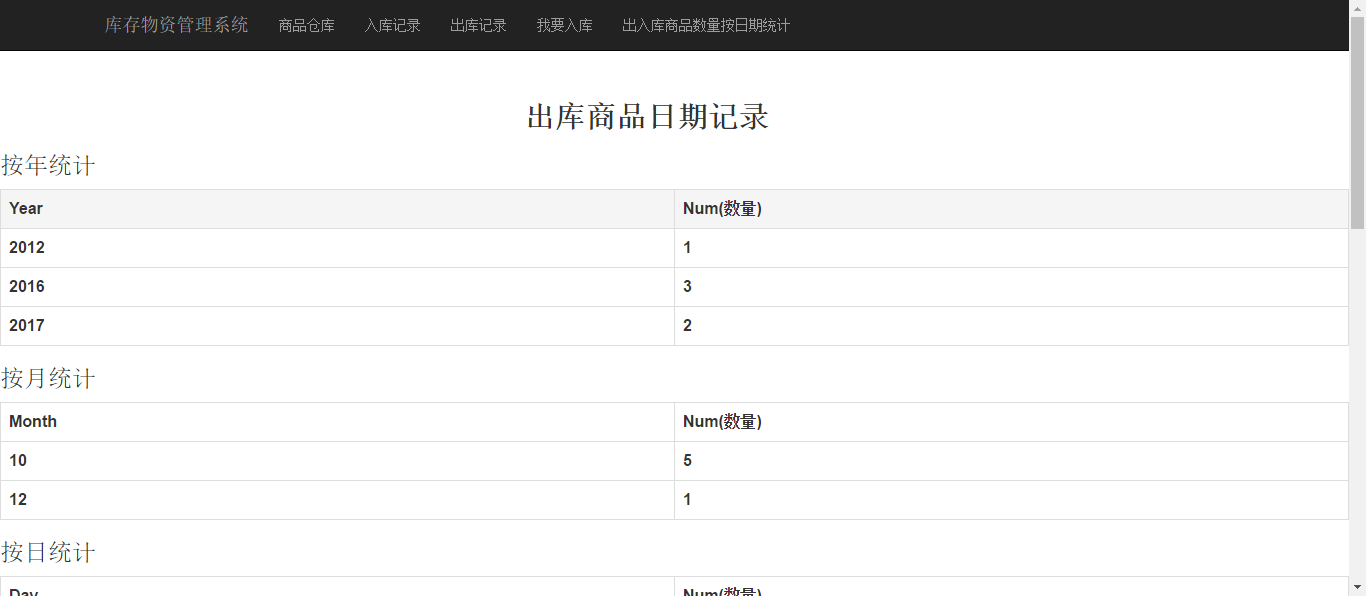 库存物资管理系统 商品仓库 入库记录 出库记录 我要入库 出入库商品数量按日期统计
出库商品日期记录
按年统计
Year Num(数量)
2012 1
2016 3
2017 2
按月统计
Month Num(数量)
10 5
12 1
按日统计
Day Num(数量)